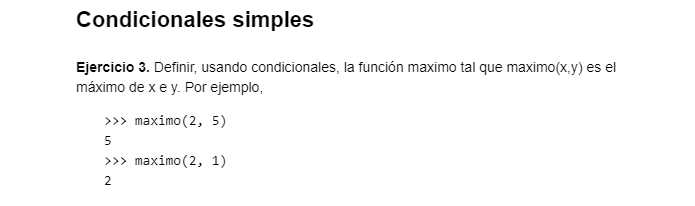 Condicionales simples
Ejercicio 3. Definir, usando condicionales, la función maximo tal que maximo(x,y) es el
máximo de x e y. Por ejemplo,
>>> maximo(2, 5)
5
>>> maximo(2, 1)
2